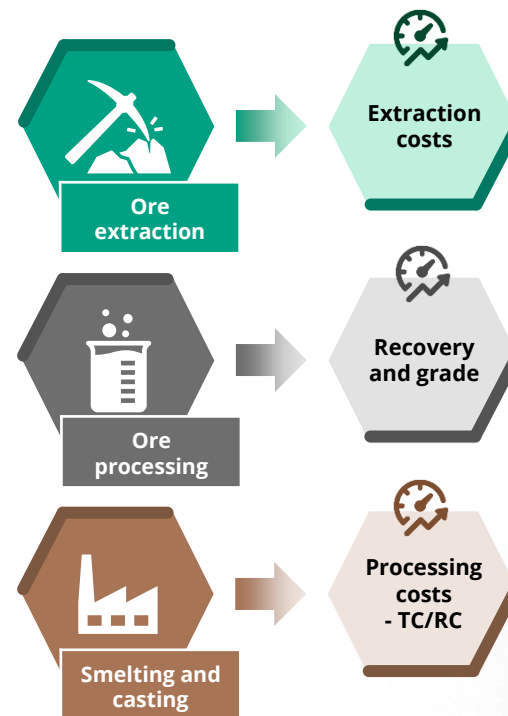 Extraction
costs
Ore
extraction
Recovery
and grade
Ore
processing
Processing
costs
- TC/RC
Smelting and
casting